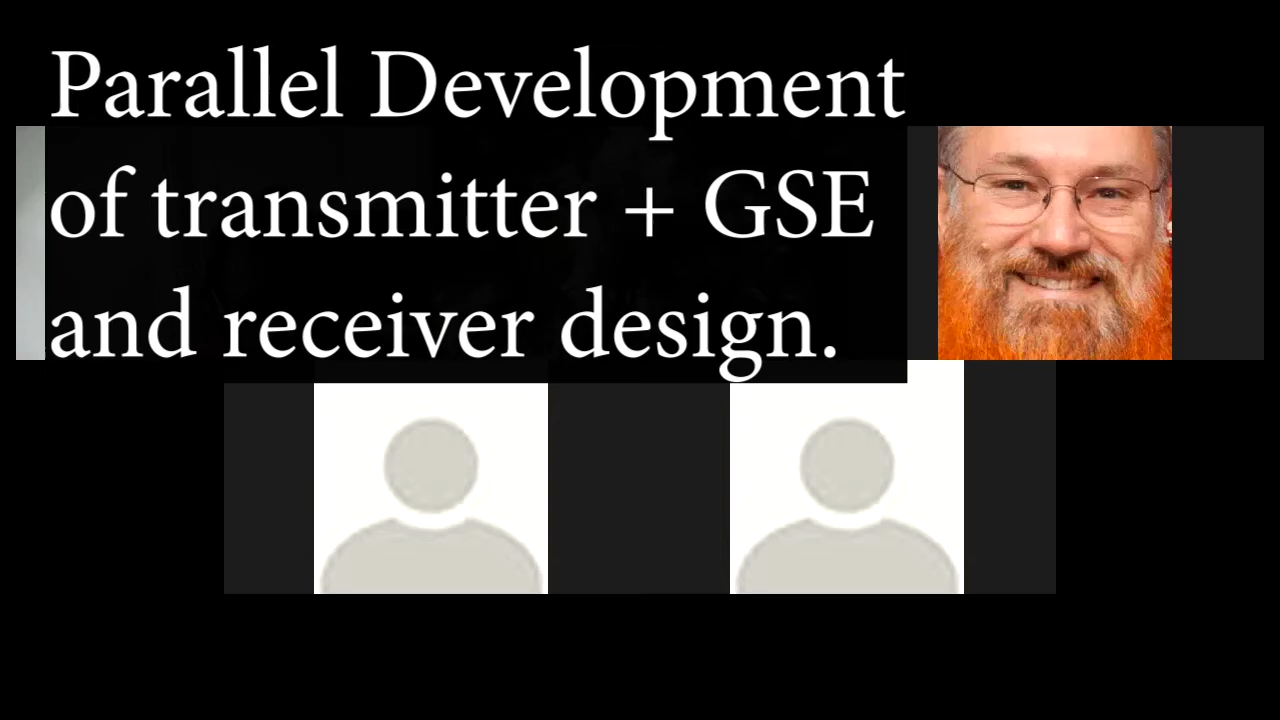 Parallel Development
of transmitter + GSE
and receiver design.